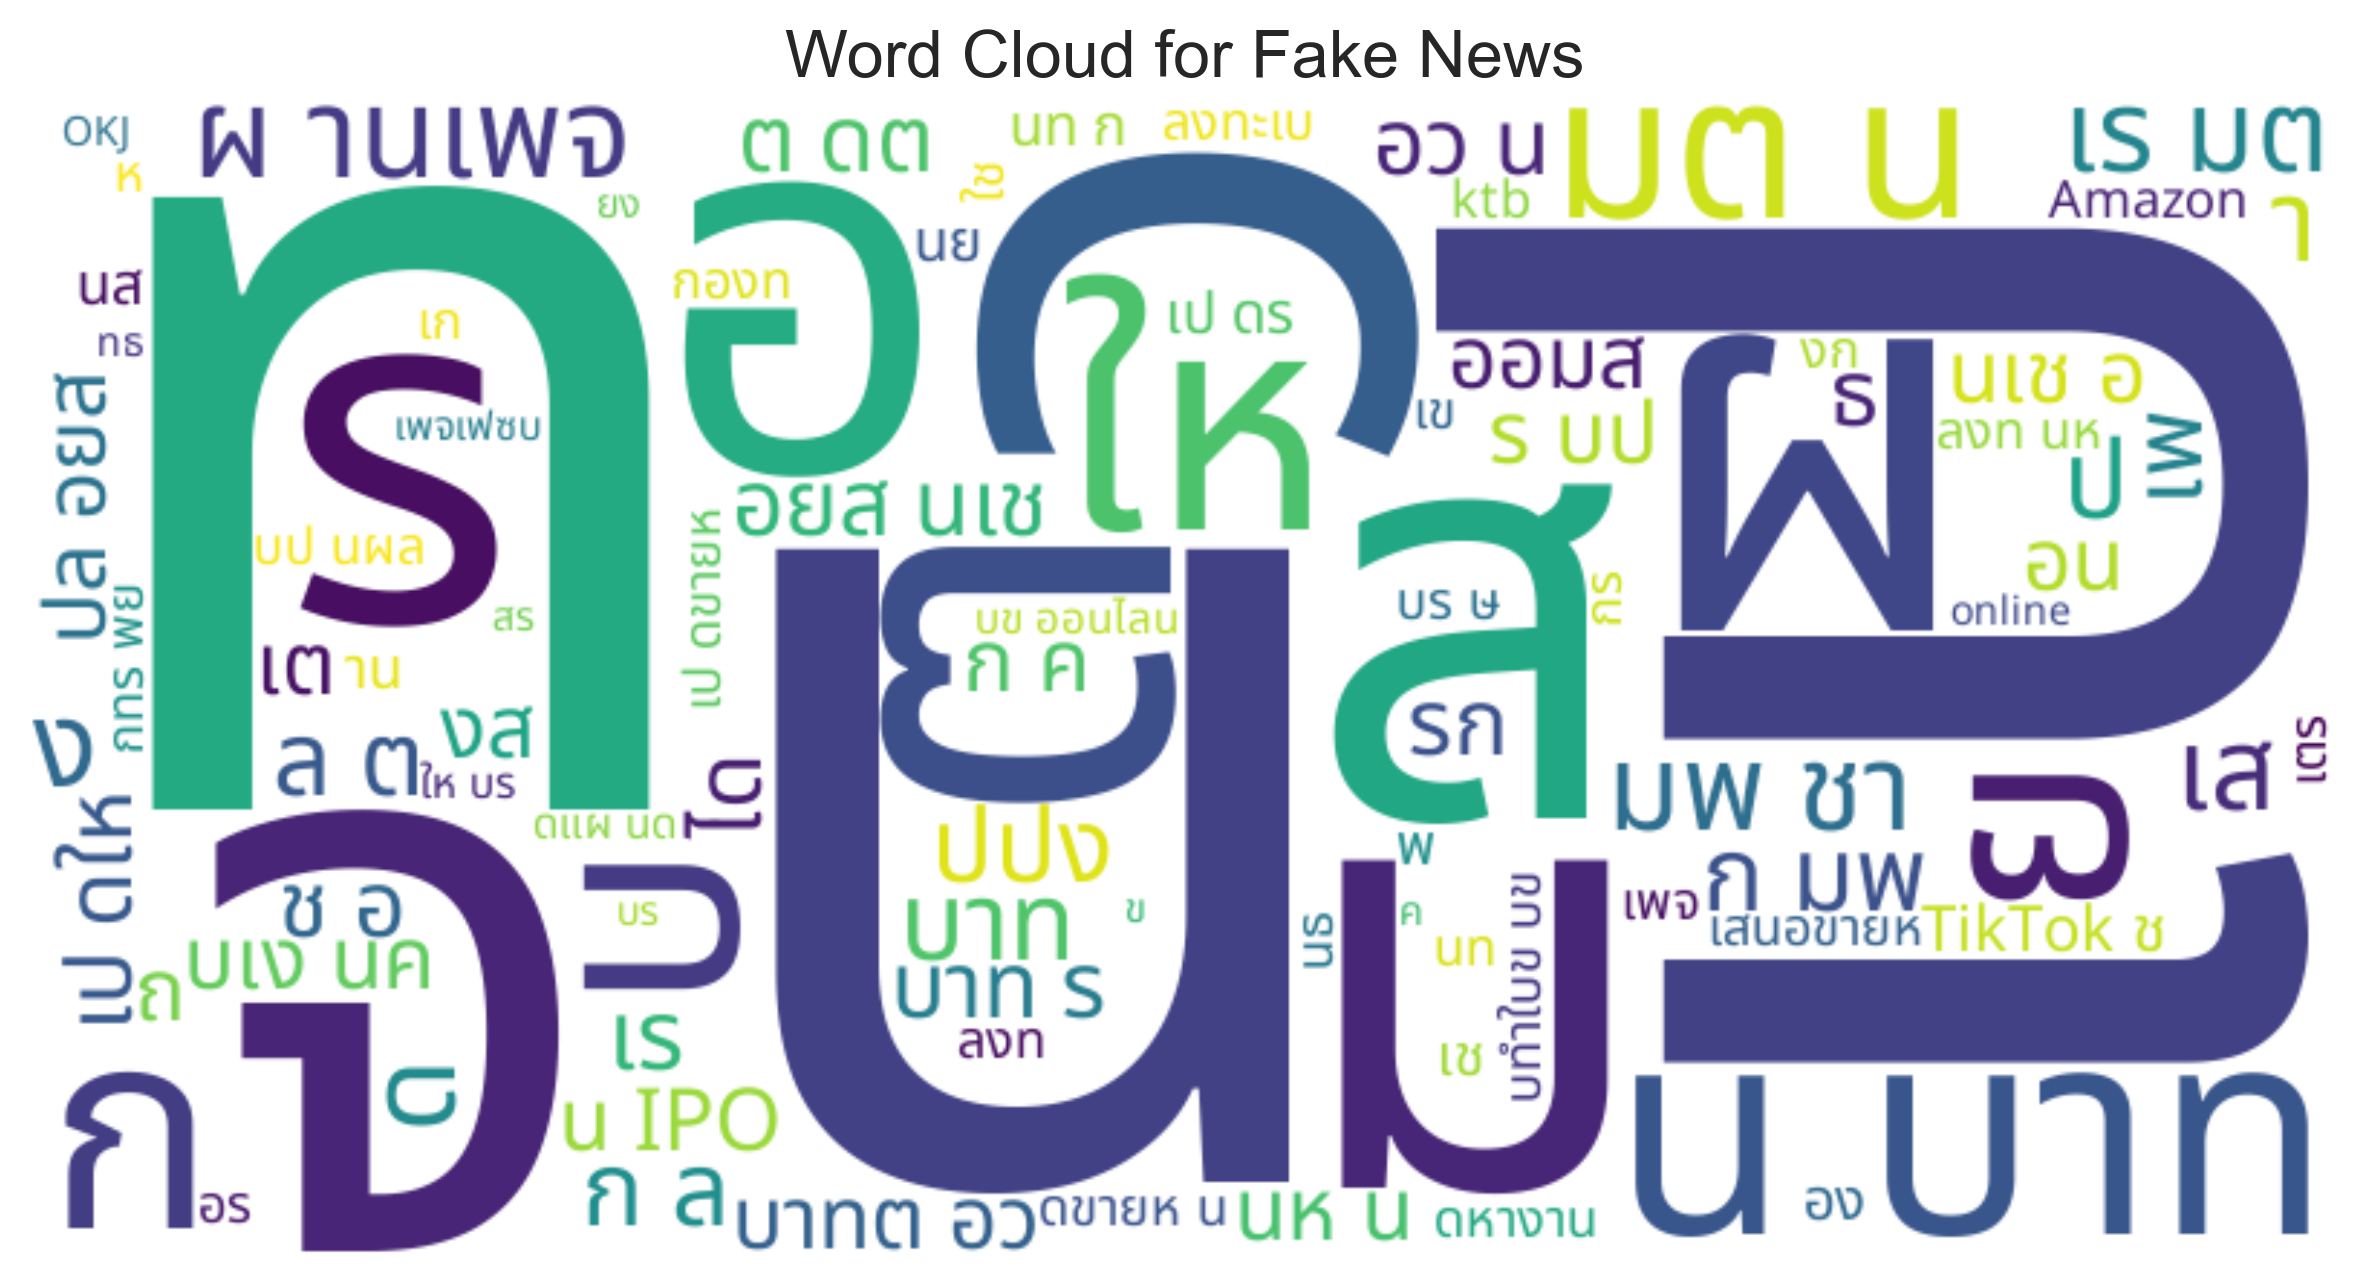 Word Cloud for Fake News
OKJ
ห
ผ านเพจ
ยง
ต ดต
นท ก
ลงทะเบ
ใช
นย
อว น
ktb
มต น
เร มต
Amazon
า
นส
ทธ
ท
เก
ร
เพจเฟซบ
บป นผล
สร
เต
าน
งส
ล ต
ให บร
อ
กองท
ก
ให
เป ดร
ออมส
ร บป
เข
ผ
งก
ธ
นเช อ
ลงท นห
ป
เพ
อน
online
บ
ปล อยส
กทร พย
ง
เป ดให
เป ดขายห
อยส นเช
น
ย
บข ออนไลน
ก ค
ปปง
บาท
ข
บาท ร
ลงท
ส
บร ษ
กร
รก
มพ ชา
เส
เตร
ก มพ
เพจ
เสนอขายห
TikTok ช
ดแผ นด
ได
บ
บร
จ
ช อ
บเง นค
ถ
ก
อร
เร
น IPO
ก ล
บาทต อว
ดขายห น
นห น
ดหางาน
พ
ค
นท
เช
นธ
ม
บทำใบข บข
น บาท
อง